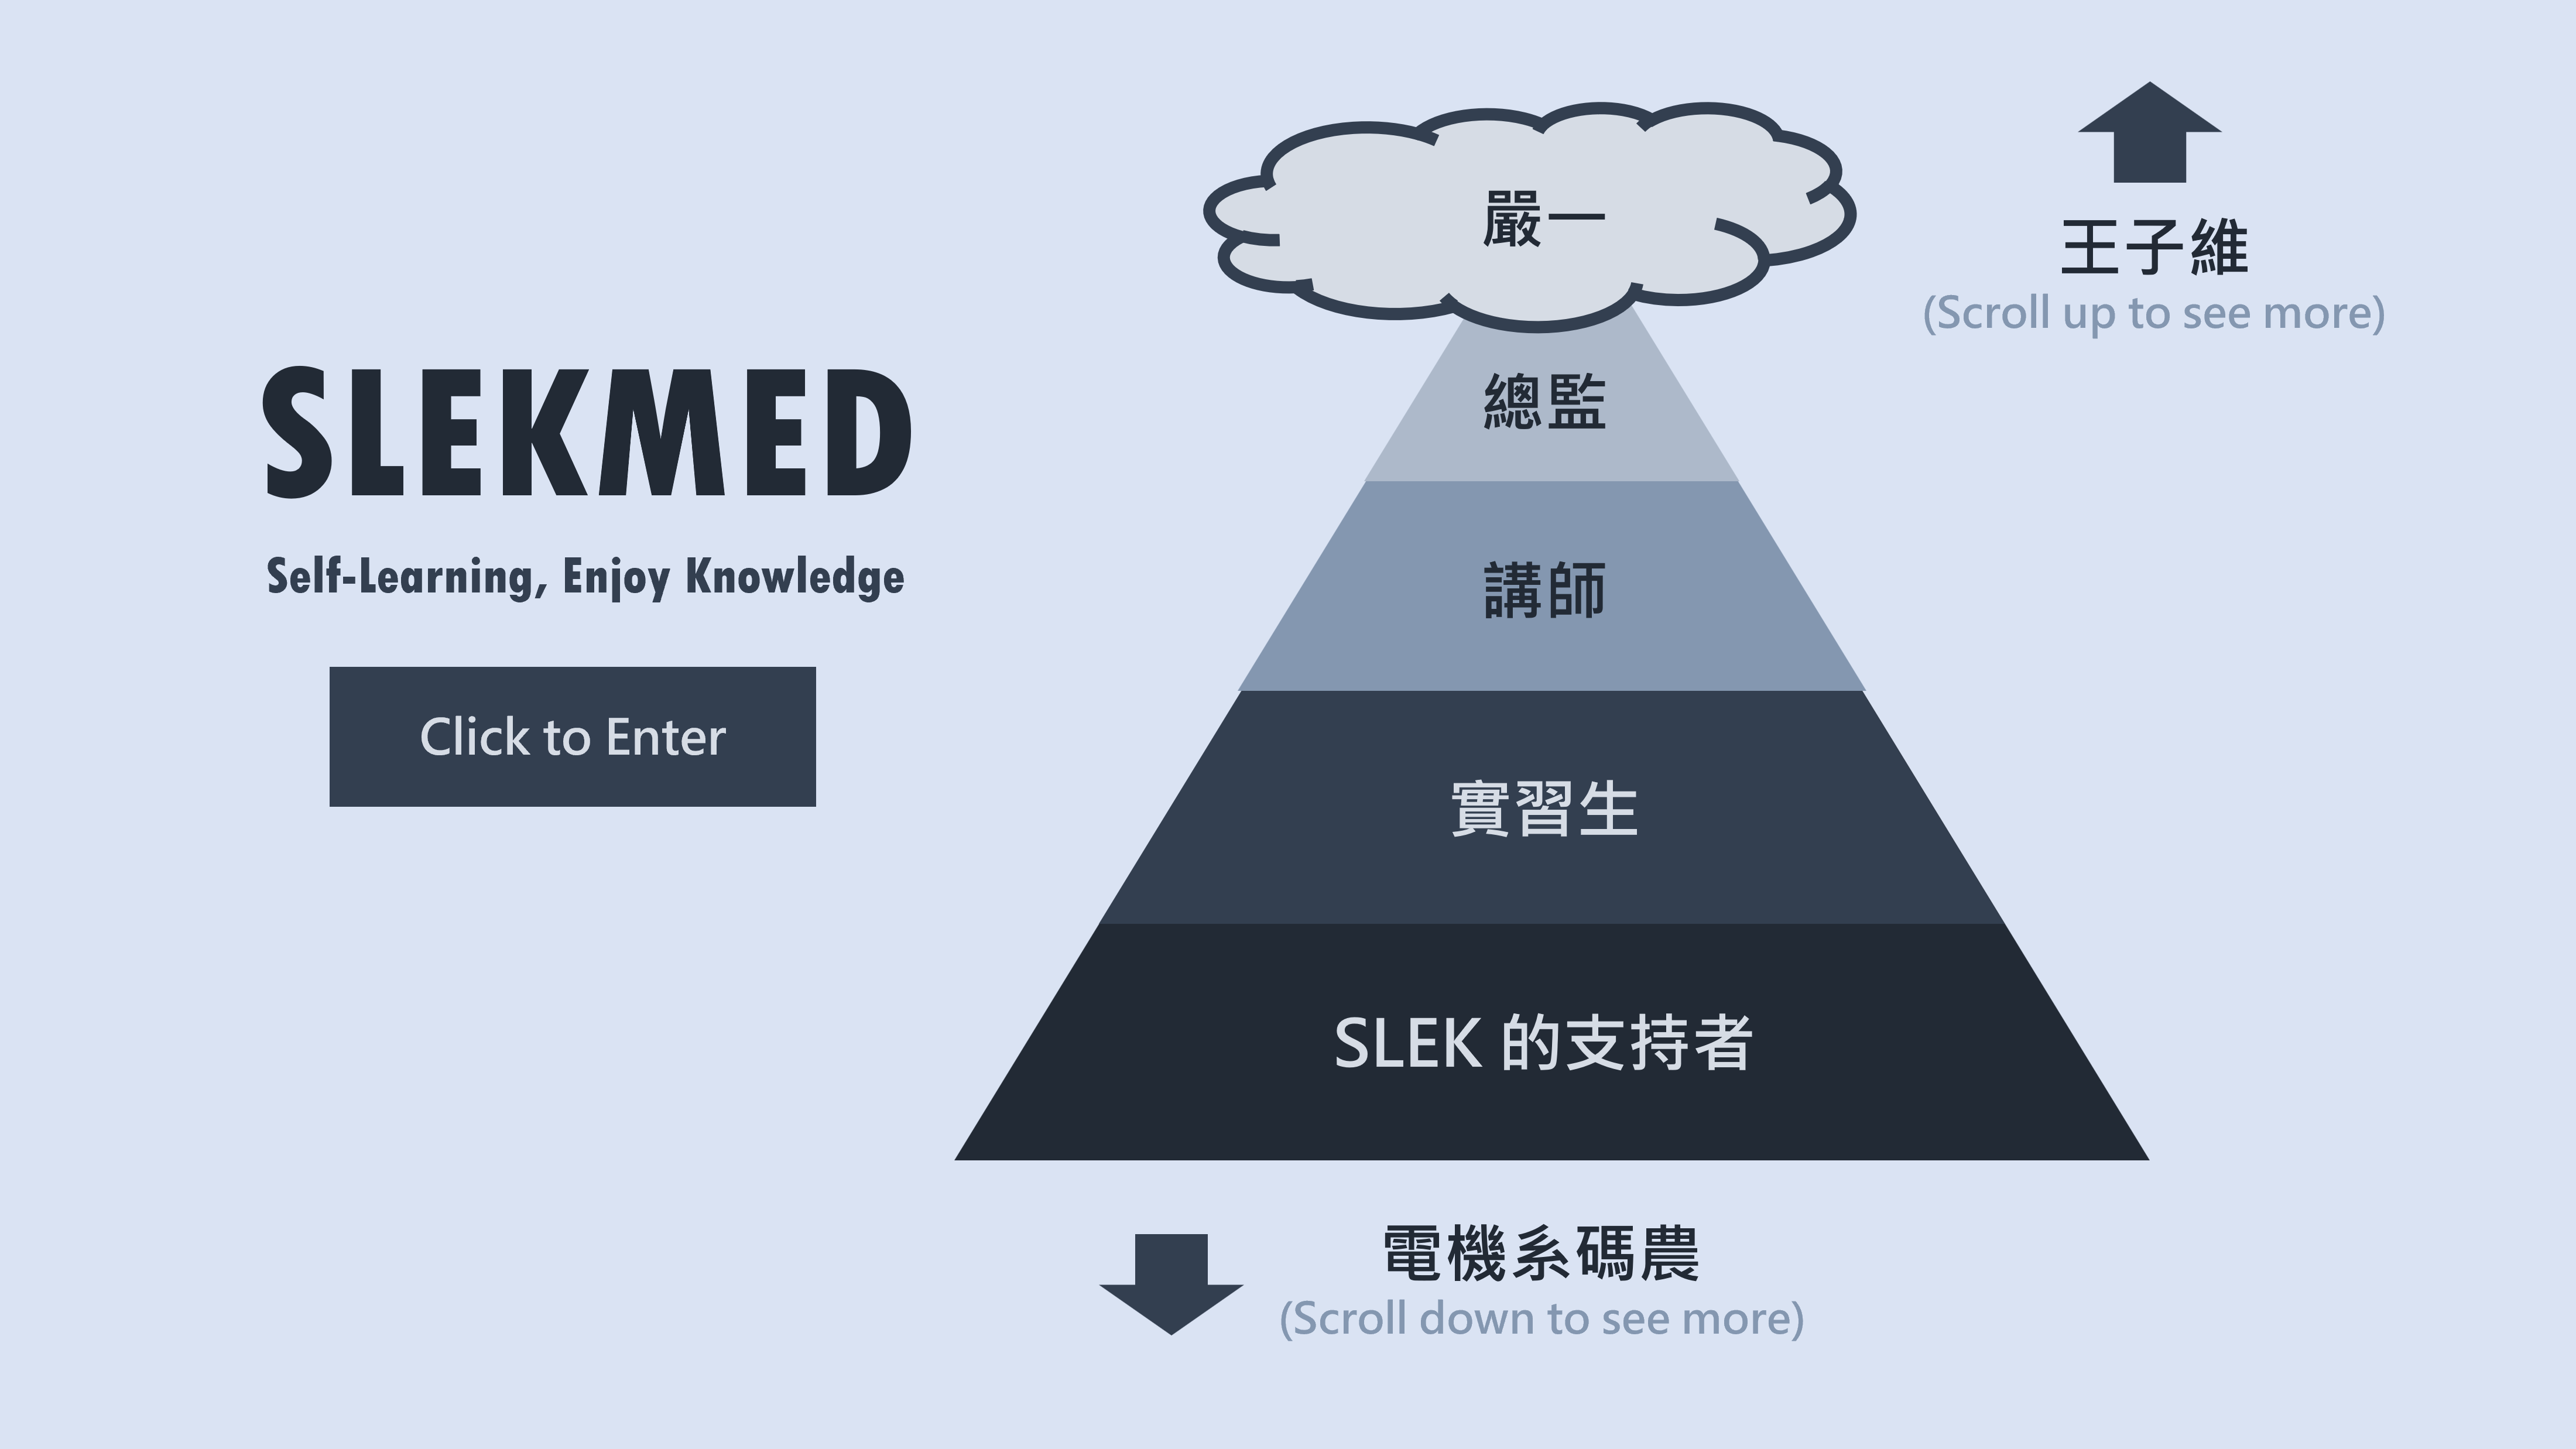 SLEKMED
Self-Learning, Enjoy Knowledge
Click to Enter
嚴一
總監
講師
實習生
SLEK 的支持者
王子維
(Scroll up to see more)
電機系碼農
(Scroll down to see more)